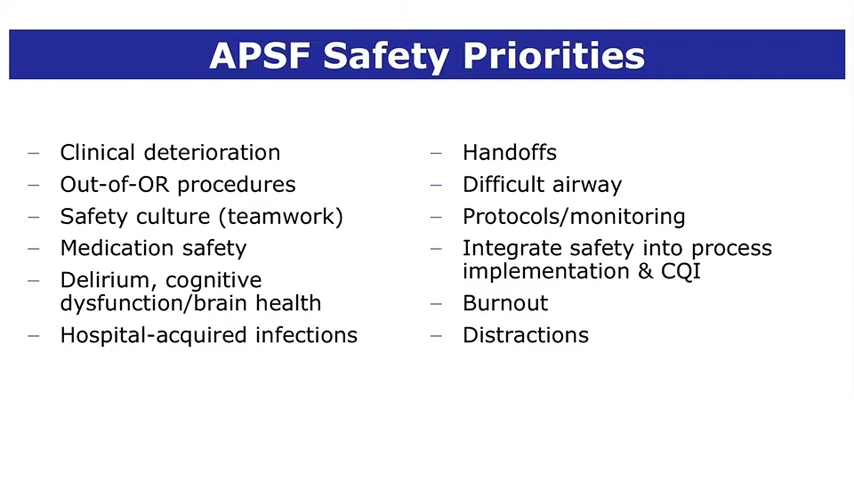 APSF Safety Priorities
– Clinical deterioration
– Out-of-OR procedures
– Safety culture (teamwork)
– Medication safety
– Delirium, cognitive
dysfunction/brain health
– Hospital-acquired infections
– Handoffs
– Difficult airway
– Protocols/monitoring
– Integrate safety into process
implementation & CQI
– Burnout
– Distractions